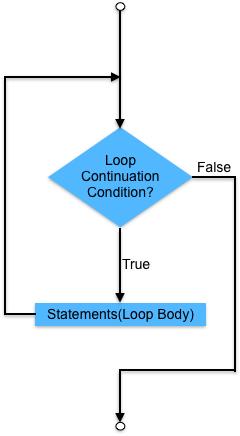 Loop
Continuation
Condition?
False
True
Statements(Loop Body)